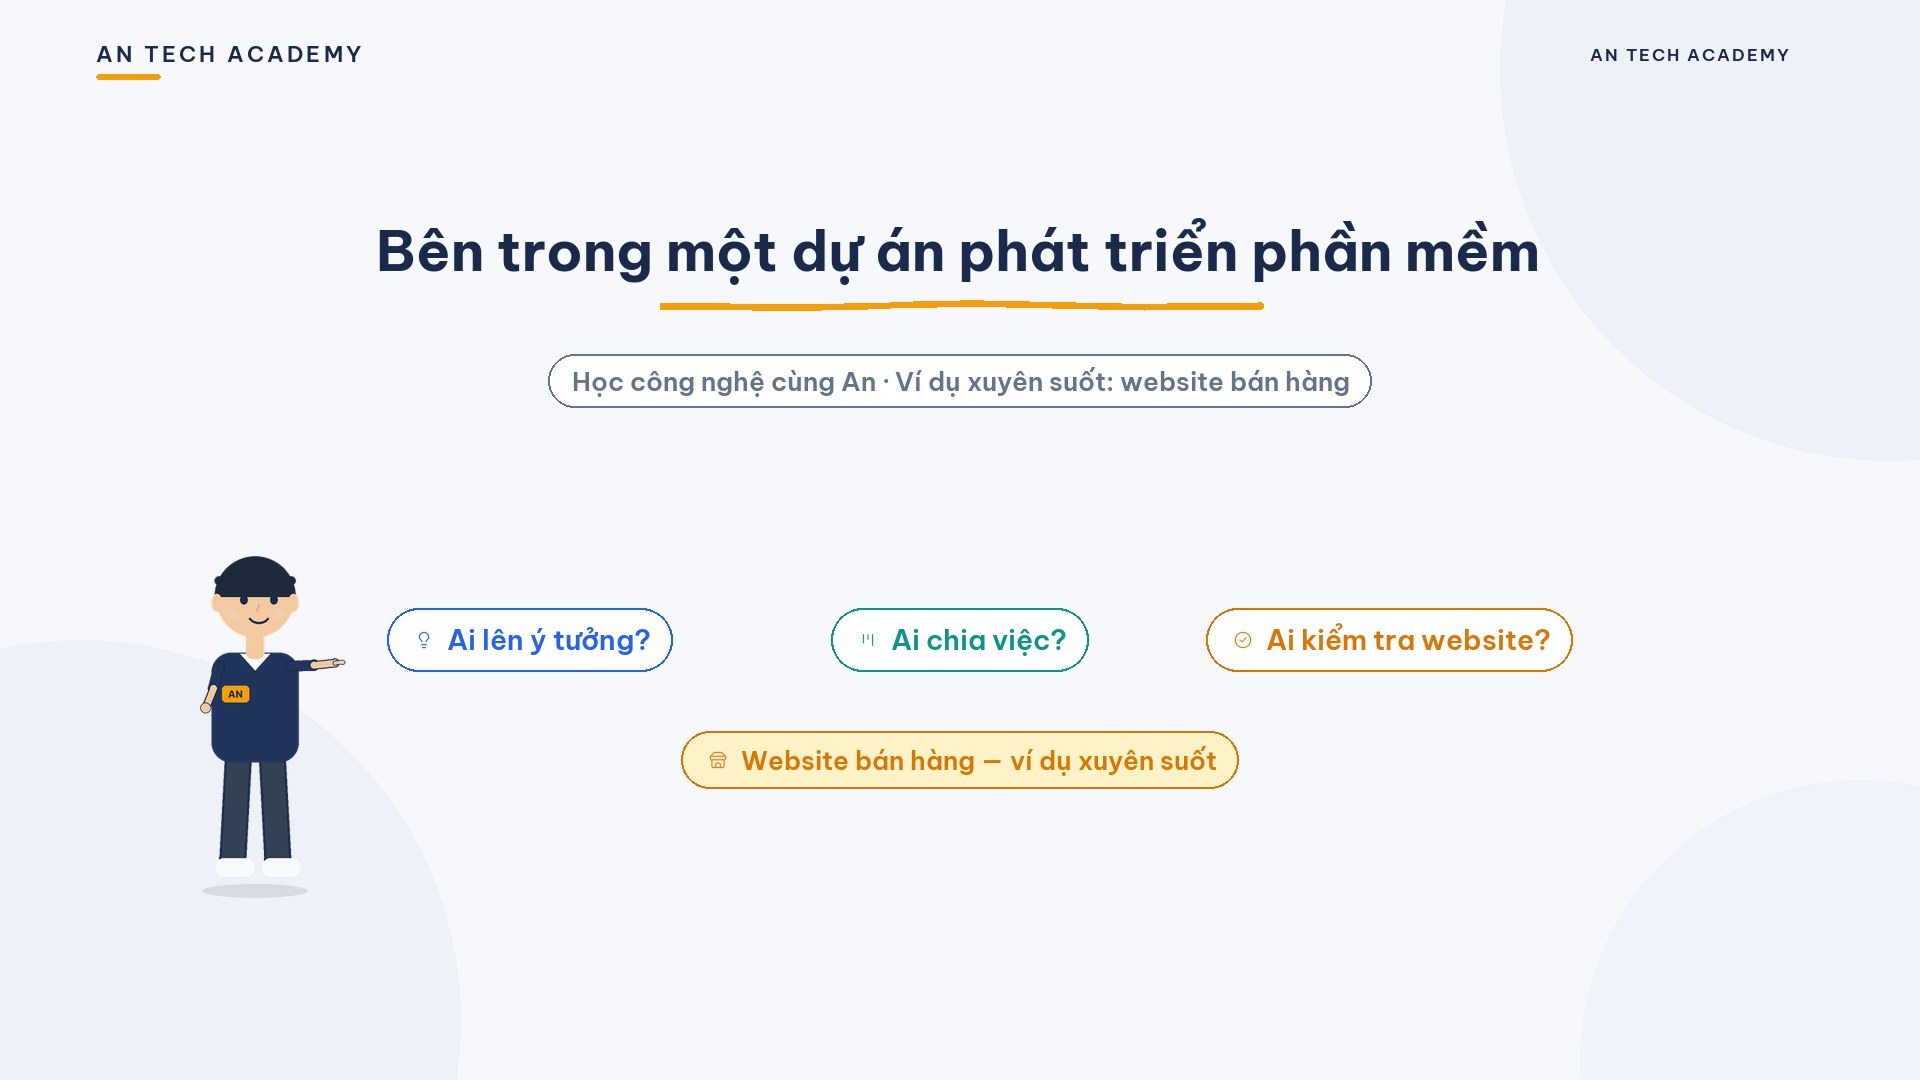 AN TECH ACADEMY
AN TECH ACADEMY
Bên trong một dự án phát triển phần mềm
Học công nghệ cùng An · Ví dụ xuyên suốt: website bán hàng
Ai lên ý tưởng?
Ai chia việc?
Ai kiểm tra website?
AN
Website bán hàng — ví dụ xuyên suốt